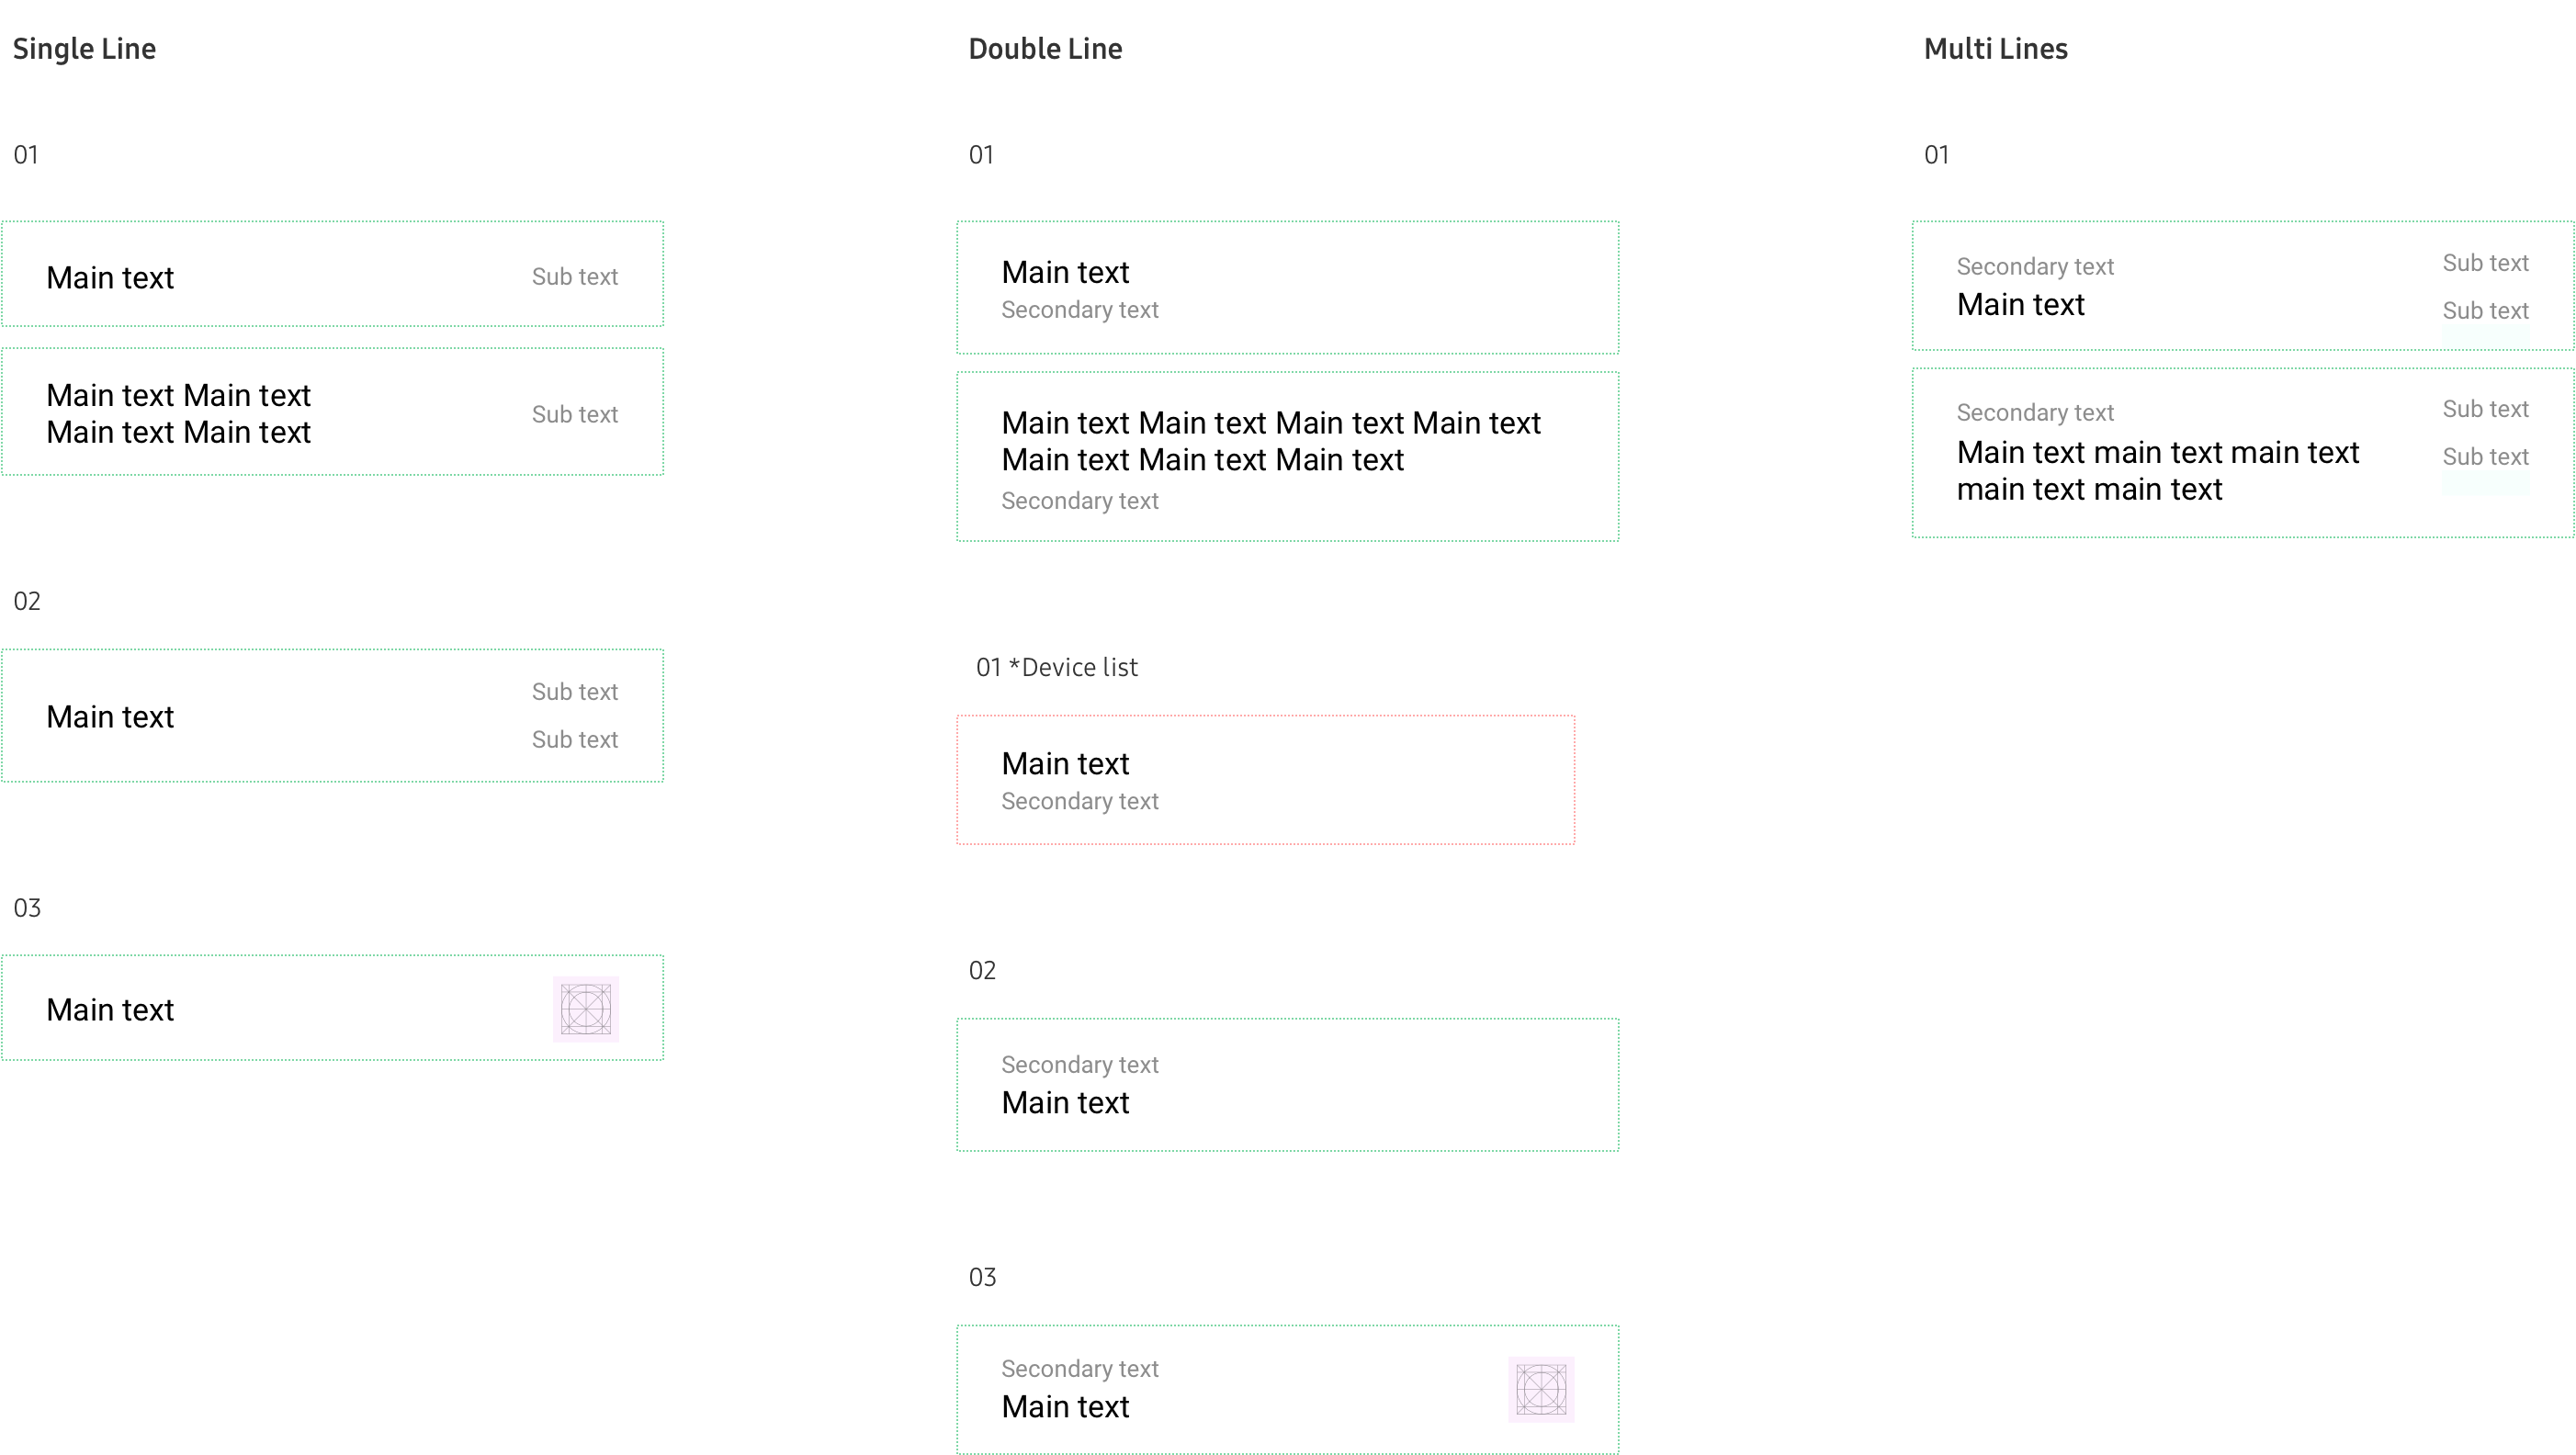 Single Line
01
Main text
Sub text
Main text Main text
Main text Main text
Sub text
02
Main text
Sub text
Sub text
03
Main text
Double Line
01
Main text
Secondary text
Main text Main text Main text Main text
Main text Main text Main text
Secondary text
01 *Device list
Main text
Secondary text
02
Secondary text
Main text
03
Secondary text
Main text
Multi Lines
01
Secondary text
Main text
Sub text
Sub text
Secondary text
Main text main text main text
main text main text
Sub text
Sub text